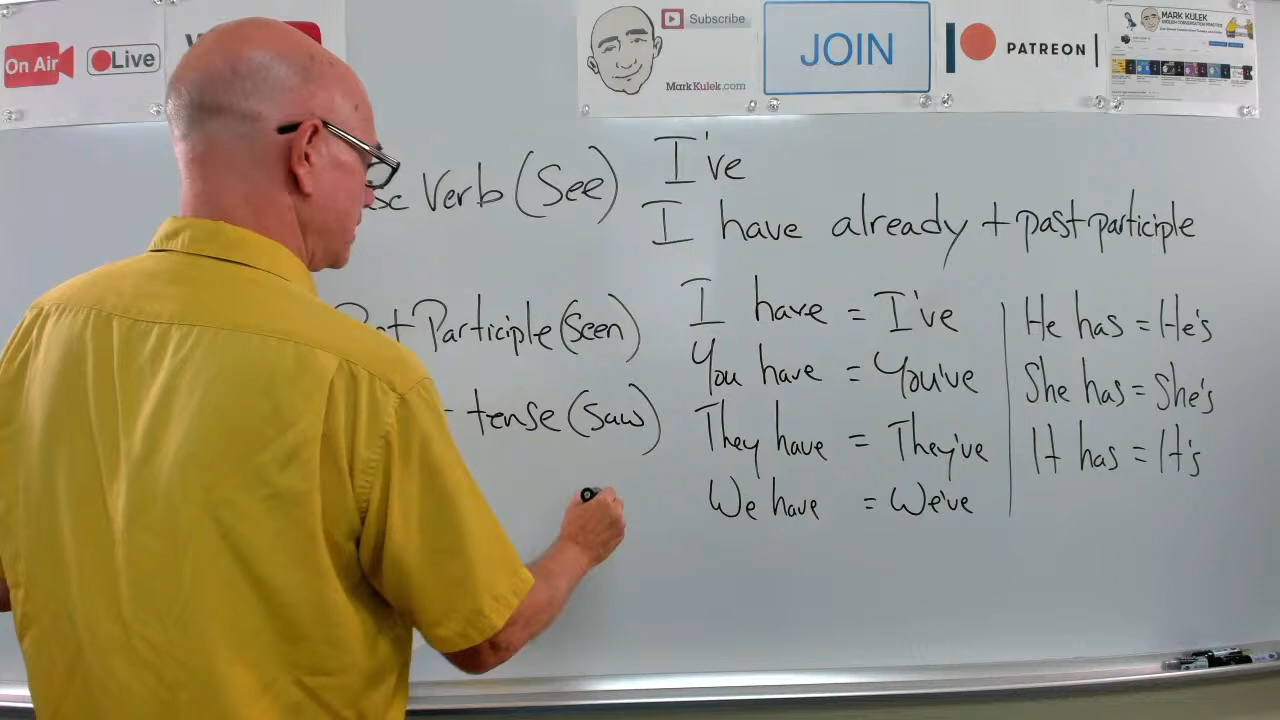 On Air
Live
Subscribe
MarkKulek.com
JOIN
PATREON
MARK KULEK
Verb (See)
I've
I have already + past participle
Participle (Seen)
tense (Saw)
I have = I've
You have = You've
They have = They've
We have = We've
He has = He's
She has = She's
It has = It's